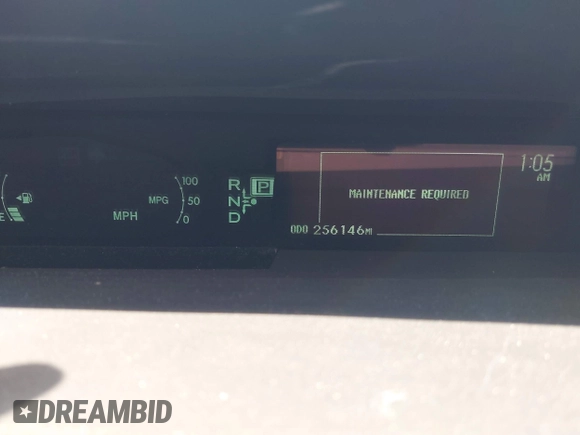 1:05
AM
MAINTENANCE REQUIRED
ODO 256146MI
E
MPH
MPG
100
50
0
R
N
D
P
DREAMBID